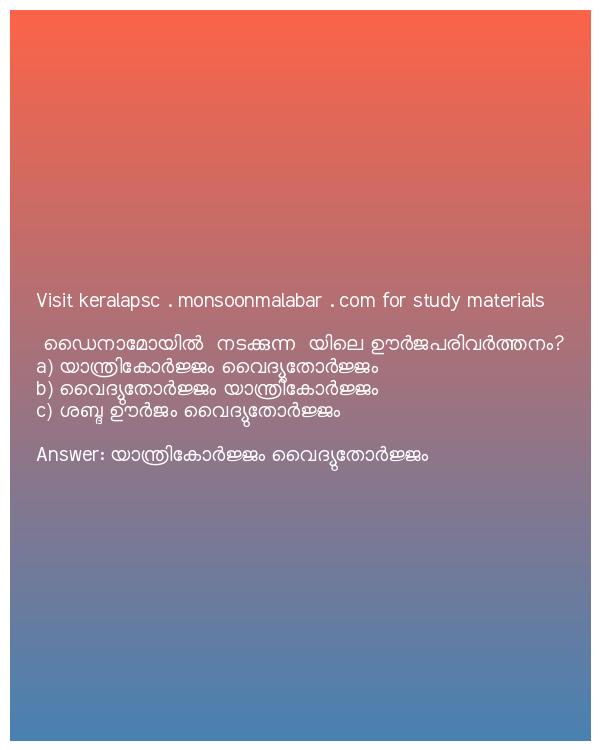 Visit keralapsc . monsoonmalabar . com for study materials
ഡൈനാമോയിൽ നടക്കുന്ന യിലെ ഊർജപരിവർത്തനം?
a) യാന്ത്രികോർജ്ജം വൈദ്യുതോർജ്ജം
b) വൈദ്യുതോർജ്ജം യാന്ത്രികോർജ്ജം
c) ശബ്ദ ഊർജം വൈദ്യുതോർജ്ജം
Answer: യാന്ത്രികോർജ്ജം വൈദ്യുതോർജ്ജം